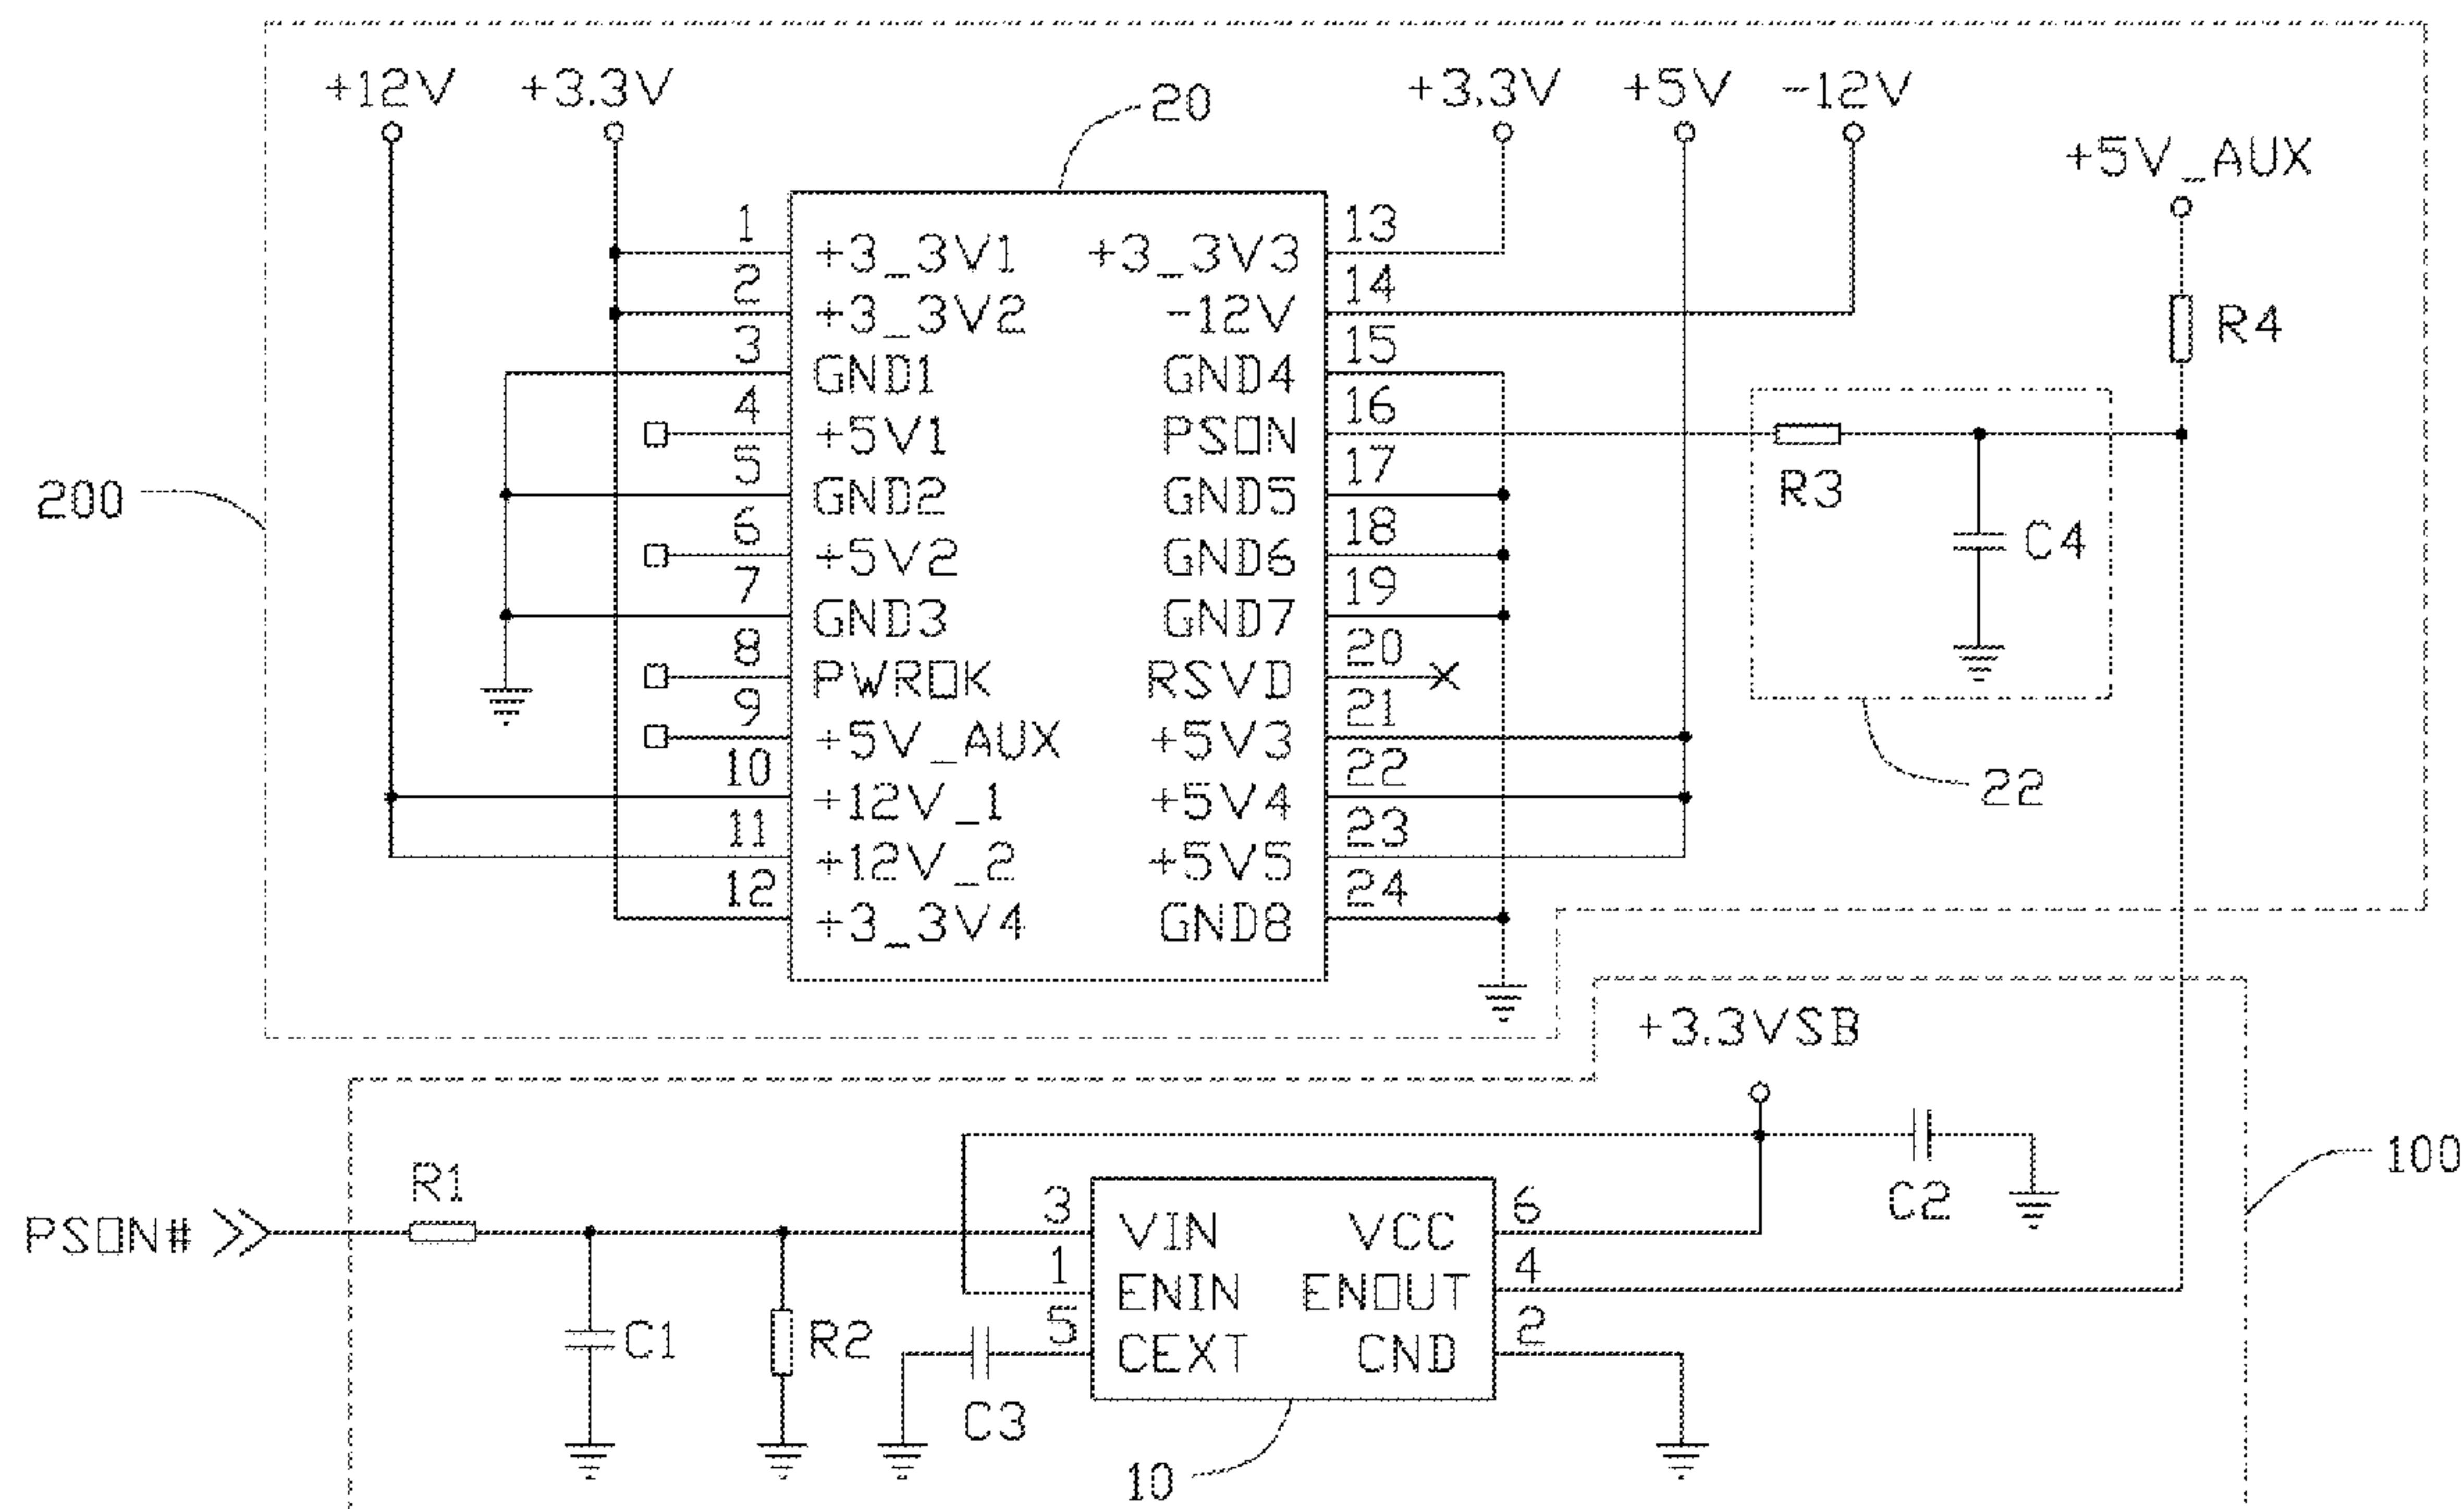 +12V +3.3V 20 +3.3V +5V -12V
+5V_AUX
1 +3_3V1 +3_3V3 13
2 +3_3V2 -12V 14
R4
3 GND1 GND4 15
4 +5V1 PSON 16
200 5 GND2 GND5 17 R3
6 +5V2 GND6 18 C4
7 GND3 GND7 19
8 PWROK RSVD 20
9 +5V_AUX +5V3 21
10 +12V_1 +5V4 22 22
11 +12V_2 +5V5 23
12 +3_3V4 GND8 24
+3.3VSB
100
R1 C2
PSON# 3 VIN VCC 6
1 ENIN ENOUT 4
C1 R2 5 CEXT CND 2
C3
10